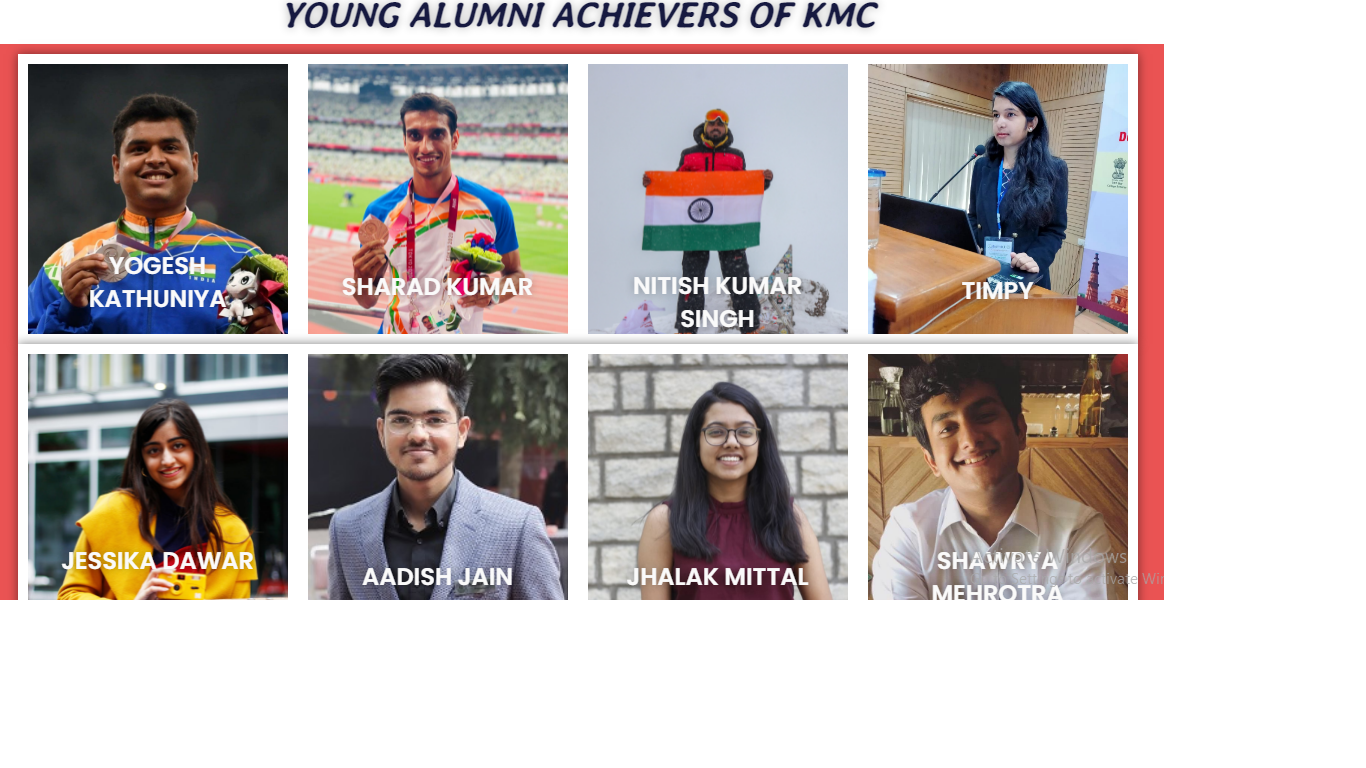 YOUNG ALUMNI ACHIEVERS OF KMC
YOGESH
KATHUNIYA
INDIA
SHARAD KUMAR
NITISH KUMAR
SINGH
TIMPY
JESSIKA DAWAR
AADISH JAIN
JHALAK MITTAL
SHAWRYA
MEHROTRA